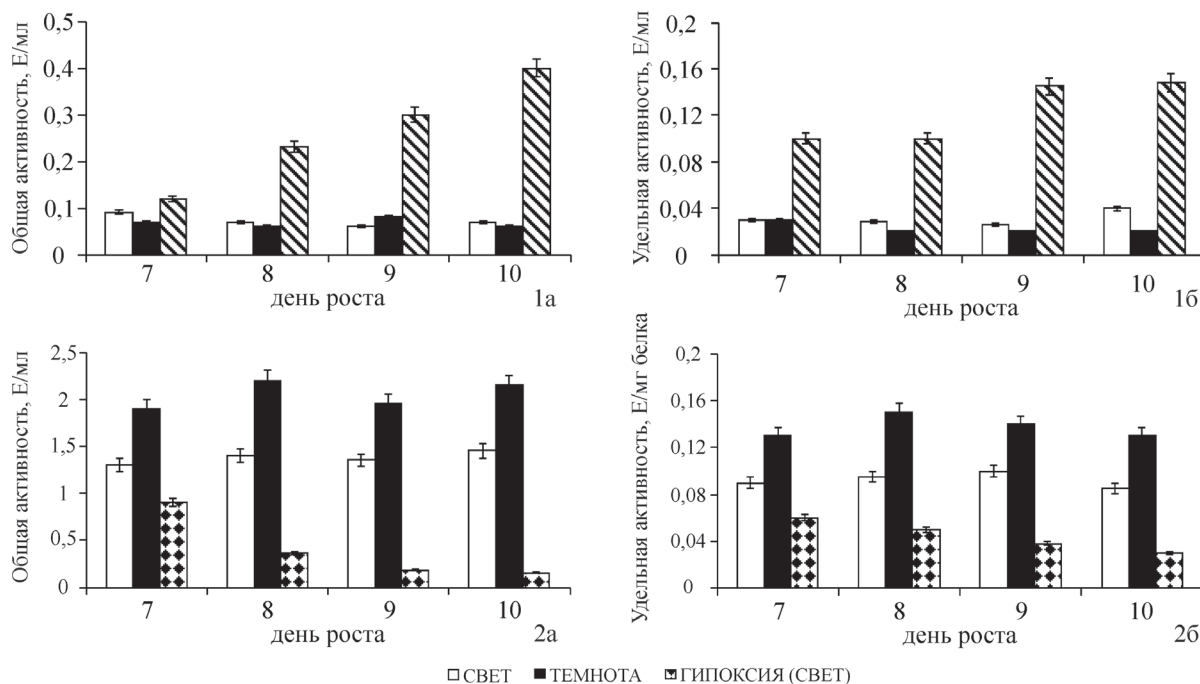 Общая активность, Е/мл
0,5
0,4
0,3
0,2
0,1
0
7 8 9 10
день роста
1а
Удельная активность, Е/мл
0,2
0,16
0,12
0,08
0,04
0
7 8 9 10
день роста
1б
Общая активность, Е/мл
2,5
2
1,5
1
0,5
0
7 8 9 10
день роста
2а
Удельная активность, Е/мг белка
0,2
0,16
0,12
0,08
0,04
0
7 8 9 10
день роста
2б
СВЕТ ТЕМНОТА ГИПОКСИЯ (СВЕТ)